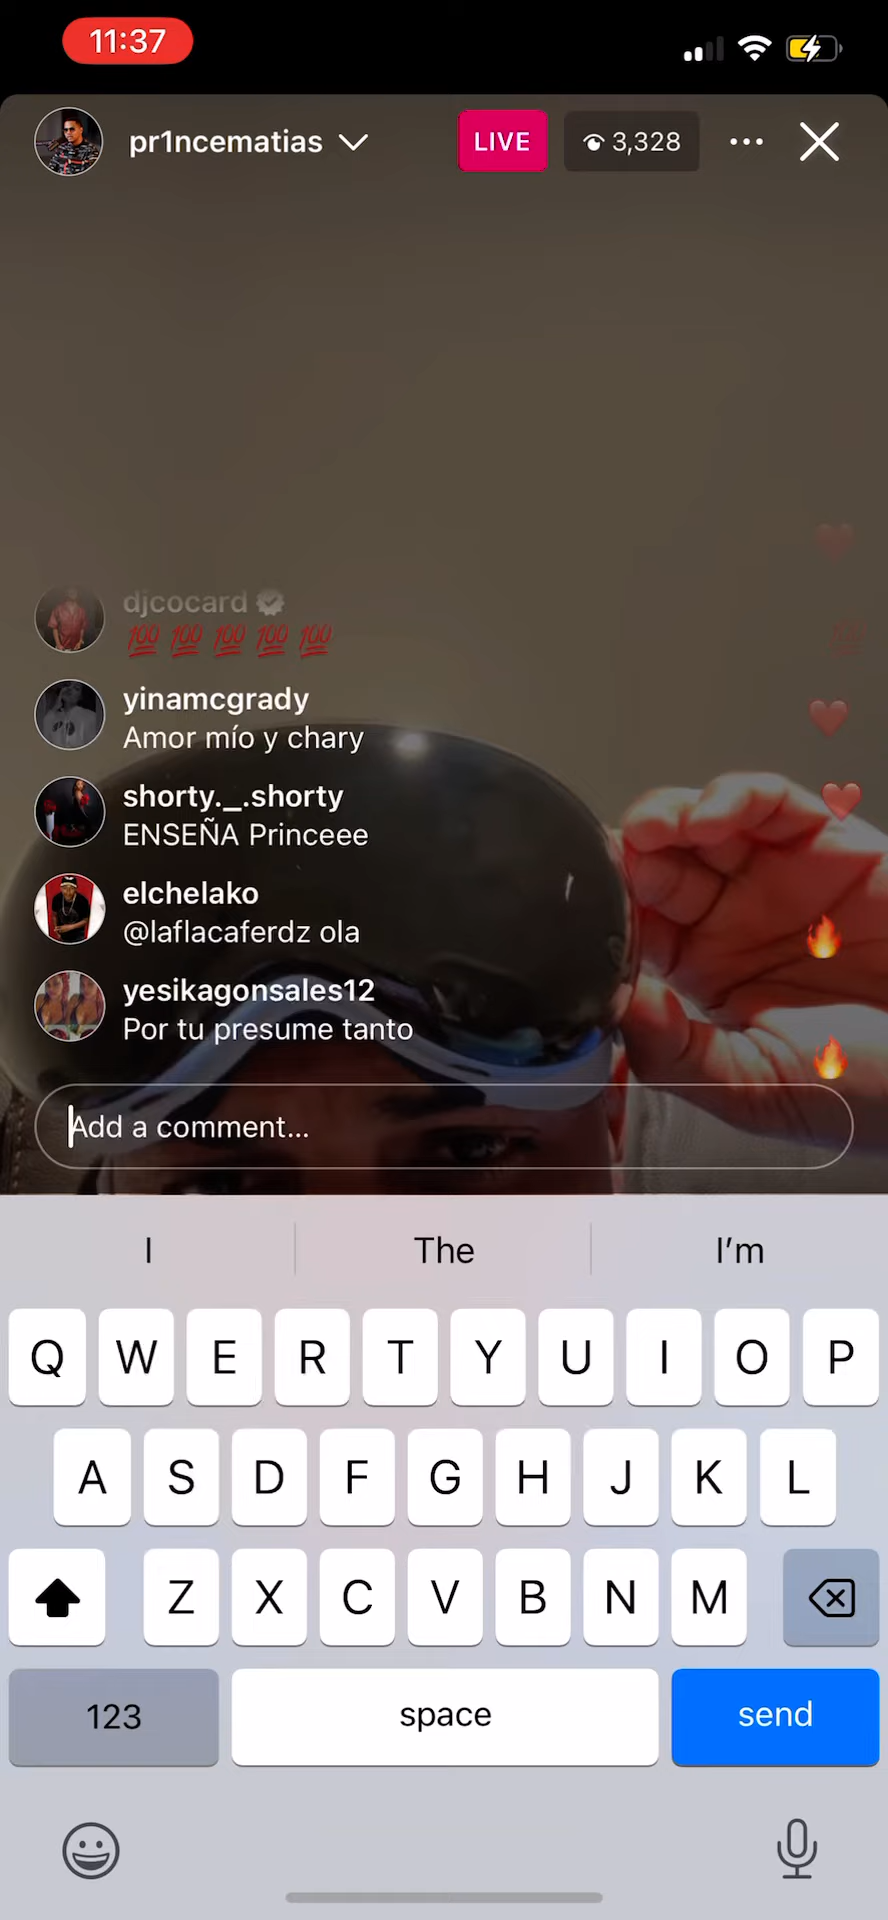 11:37
pr1ncematias
LIVE
3,328
djcocard
💯 💯 💯 💯 💯
yinamcgrady
Amor mío y chary
shorty._.shorty
ENSEÑA Princeee
elchelako
@laflacaferdz ola
yesikagonsales12
Por tu presume tanto
Add a comment...
I The I'm
Q W E R T Y U I O P
A S D F G H J K L
Z X C V B N M
123 space send